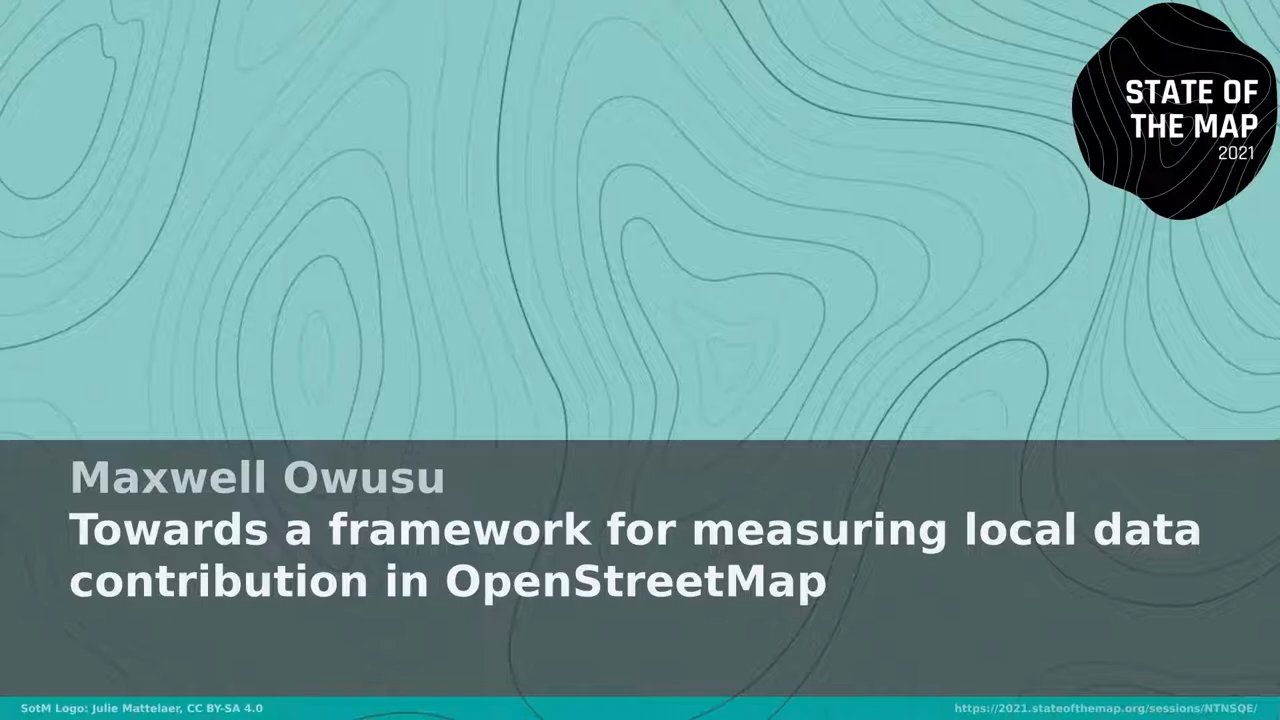 STATE OF
THE MAP
2021
Maxwell Owusu
Towards a framework for measuring local data
contribution in OpenStreetMap
SotM Logo: Julie Mattelaer, CC BY-SA 4.0
https://2021.stateofthemap.org/sessions/NTNSQE/